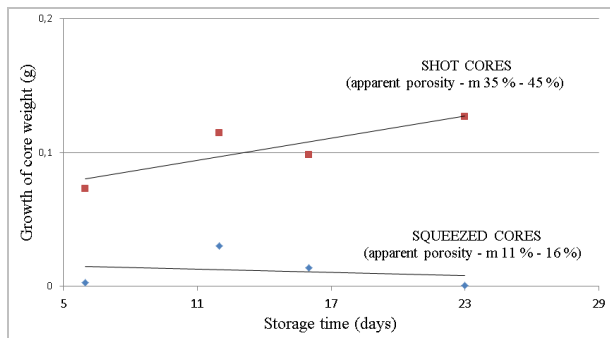 0,2
SHOT CORES
(apparent porosity - m 35 % - 45 %)
Growth of core weight (g)
0,1
SQUEEZED CORES
(apparent porosity - m 11 % - 16 %)
0
5 11 17 23 29
Storage time (days)